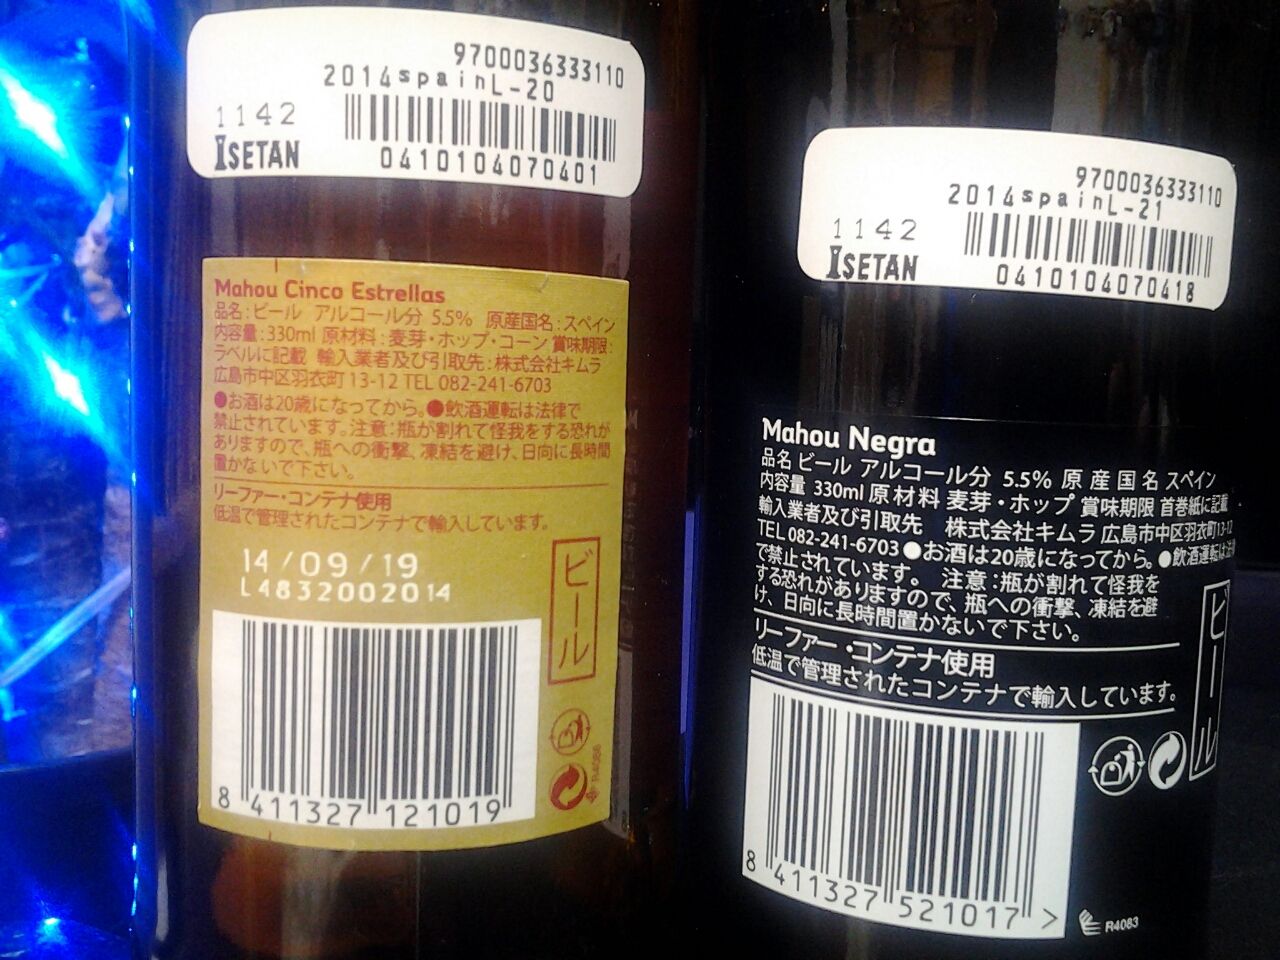 9700036333110
2014spainL-20
1142
ISETAN
0410104070401
Mahou Cinco Estrellas
品名:ビール アルコール分 5.5% 原産国名:スペイン
内容量:330ml 原材料:麦芽・ホップ・コーン 賞味期限:
ラベルに記載 輸入業者及び引取先:株式会社キムラ
広島市中区羽衣町13-12 TEL 082-241-6703
●お酒は20歳になってから。●飲酒運転は法律で
禁止されています。注意:瓶が割れて怪我をする恐れが
ありますので、瓶への衝撃、凍結を避け、日向に長時間
置かないで下さい。
リーファー・コンテナ使用
低温で管理されたコンテナで輸入しています。
14/09/19
L4832002014
ビール
8 411327 121019
R4086
9700036333110
2014spainL-21
1142
ISETAN
0410104070418
Mahou Negra
品名 ビール アルコール分 5.5% 原産国名 スペイン
内容量 330ml 原材料 麦芽・ホップ 賞味期限 首巻紙に記載
輸入業者及び引取先 株式会社キムラ 広島市中区羽衣町13-12
TEL 082-241-6703 ●お酒は20歳になってから。●飲酒運転は法律
で禁止されています。 注意:瓶が割れて怪我を
する恐れがありますので、瓶への衝撃、凍結を避
け、日向に長時間置かないで下さい。
リーファー・コンテナ使用
低温で管理されたコンテナで輸入しています。
ビール
8 411327 521017 >
R4083